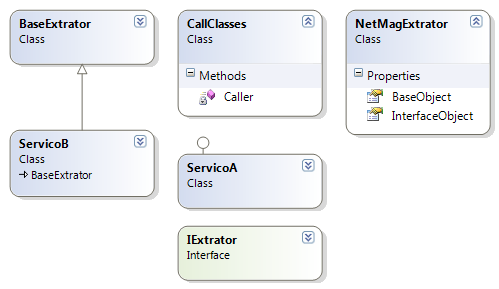 BaseExtrator
Class
CallClasses
Class
Methods
Caller
NetMagExtrator
Class
Properties
BaseObject
InterfaceObject
ServicoB
Class
BaseExtrator
ServicoA
Class
IExtrator
Interface